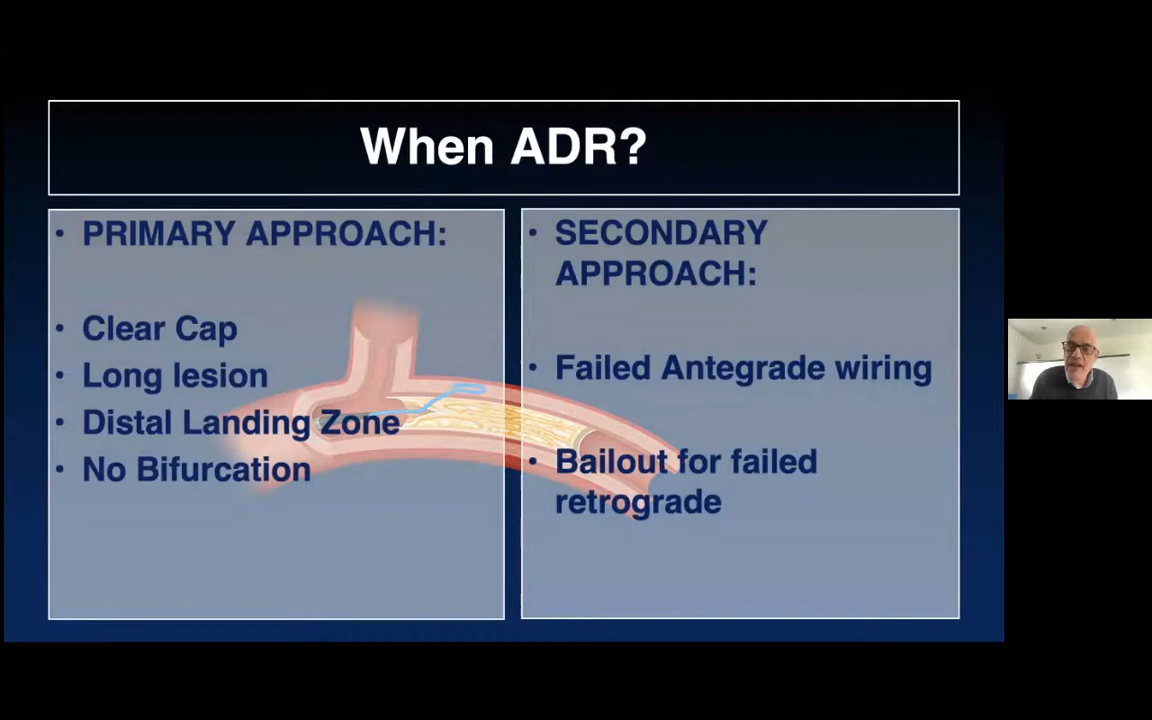 When ADR?
• PRIMARY APPROACH:
• Clear Cap
• Long lesion
• Distal Landing Zone
• No Bifurcation
• SECONDARY
APPROACH:
• Failed Antegrade wiring
• Bailout for failed
retrograde